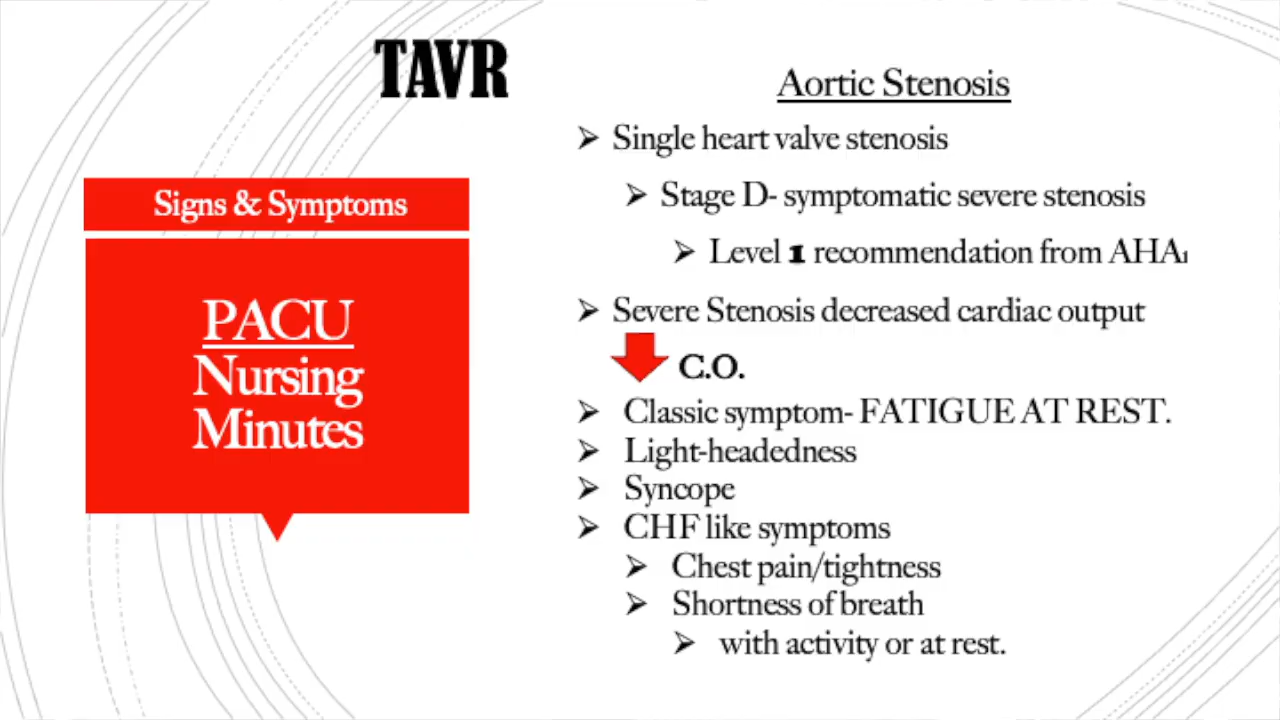 TAVR
Signs & Symptoms
PACU
Nursing
Minutes
Aortic Stenosis
Single heart valve stenosis
Stage D- symptomatic severe stenosis
Level 1 recommendation from AHA1
Severe Stenosis decreased cardiac output
C.O.
Classic symptom- FATIGUE AT REST.
Light-headedness
Syncope
CHF like symptoms
Chest pain/tightness
Shortness of breath
with activity or at rest.